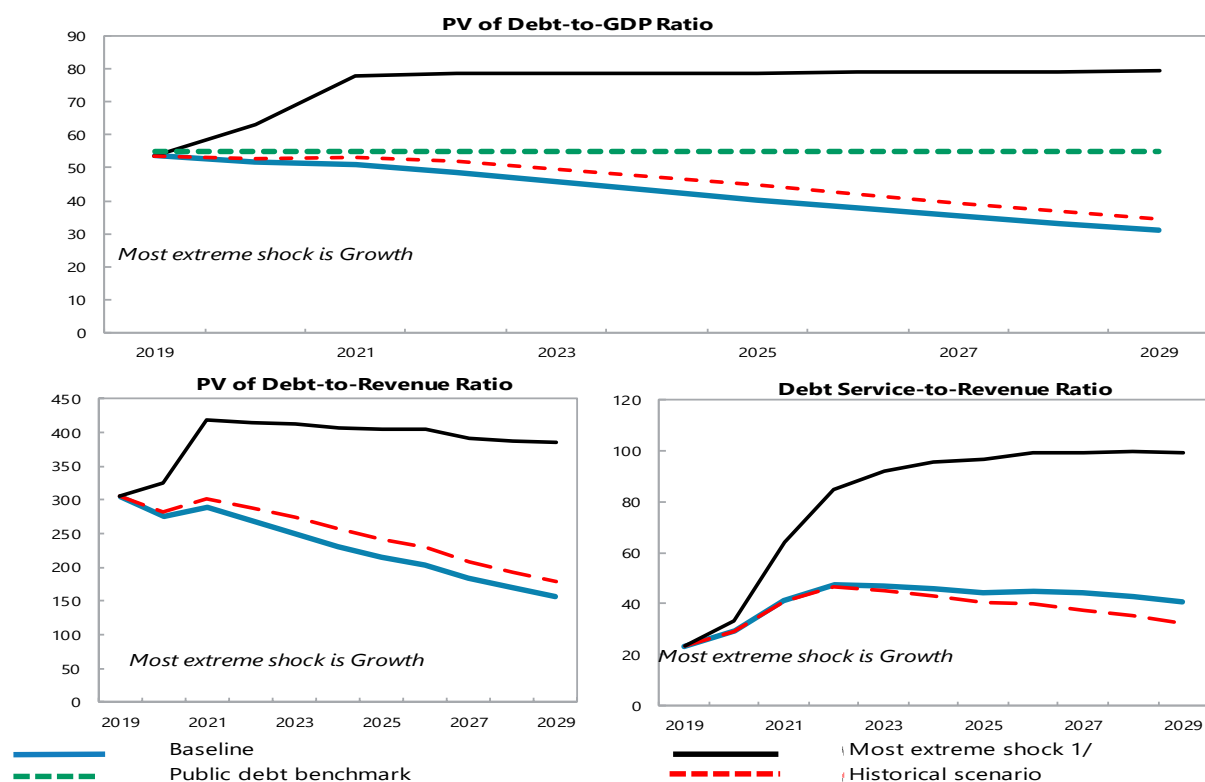 PV of Debt-to-GDP Ratio
90
80
70
60
50
40
30
20
10
0
Most extreme shock is Growth
2019 2021 2023 2025 2027 2029
PV of Debt-to-Revenue Ratio
450
400
350
300
250
200
150
100
50
0
Most extreme shock is Growth
2019 2021 2023 2025 2027 2029
Debt Service-to-Revenue Ratio
120
100
80
60
40
20
0
Most extreme shock is Growth
2019 2021 2023 2025 2027 2029
Baseline
Most extreme shock 1/
Public debt benchmark
Historical scenario